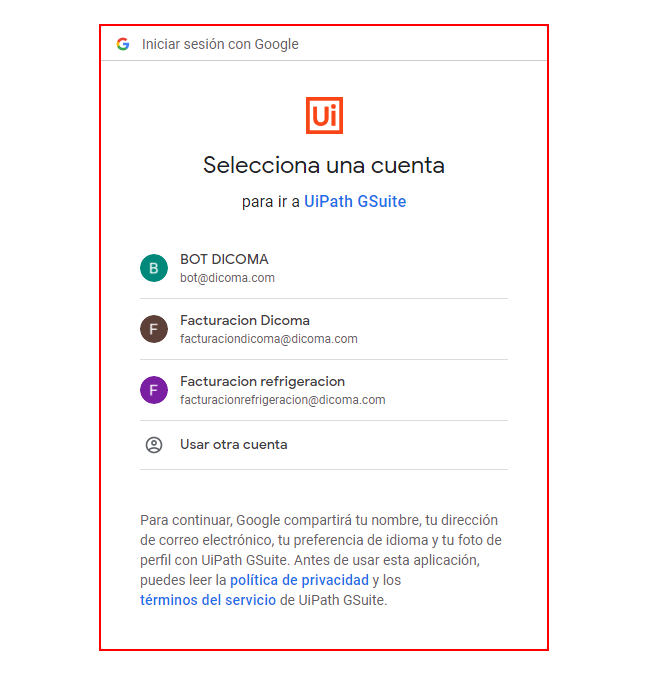 Iniciar sesión con Google
Ui
Selecciona una cuenta
para ir a UiPath GSuite
B
BOT DICOMA
bot@dicoma.com
F
Facturacion Dicoma
facturaciondicoma@dicoma.com
F
Facturacion refrigeracion
facturacionrefrigeracion@dicoma.com
Usar otra cuenta
Para continuar, Google compartirá tu nombre, tu dirección
de correo electrónico, tu preferencia de idioma y tu foto de
perfil con UiPath GSuite. Antes de usar esta aplicación,
puedes leer la política de privacidad y los
términos del servicio de UiPath GSuite.